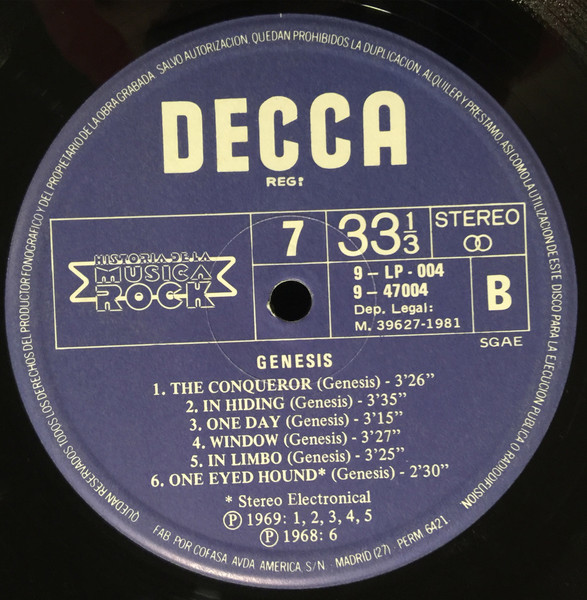 QUEDAN RESERVADOS TODOS LOS DERECHOS DEL PRODUCTOR FONOGRAFICO Y DEL PROPIETARIO DE LA OBRA GRABADA. SALVO AUTORIZACION, QUEDAN PROHIBIDOS LA DUPLICACION, ALQUILER Y PRESTAMO, ASI COMO LA UTILIZACION DE ESTE DISCO PARA LA EJECUCION PUBLICA O RADIODIFUSION.
DECCA
REG!
HISTORIA DE LA
MUSICA
ROCK
7
33 1/3
STEREO
9 - LP - 004
9 - 47004
Dep. Legal:
M. 39627-1981
B
SGAE
GENESIS
1. THE CONQUEROR (Genesis) - 3'26"
2. IN HIDING (Genesis) - 3'35"
3. ONE DAY (Genesis) - 3'15"
4. WINDOW (Genesis) - 3'27"
5. IN LIMBO (Genesis) - 3'25"
6. ONE EYED HOUND* (Genesis) - 2'30"
* Stereo Electronical
Ⓟ 1969: 1, 2, 3, 4, 5
Ⓟ 1968: 6
FAB. POR COFASA. AVDA. AMERICA, S/N - MADRID (27) - PERM 6421